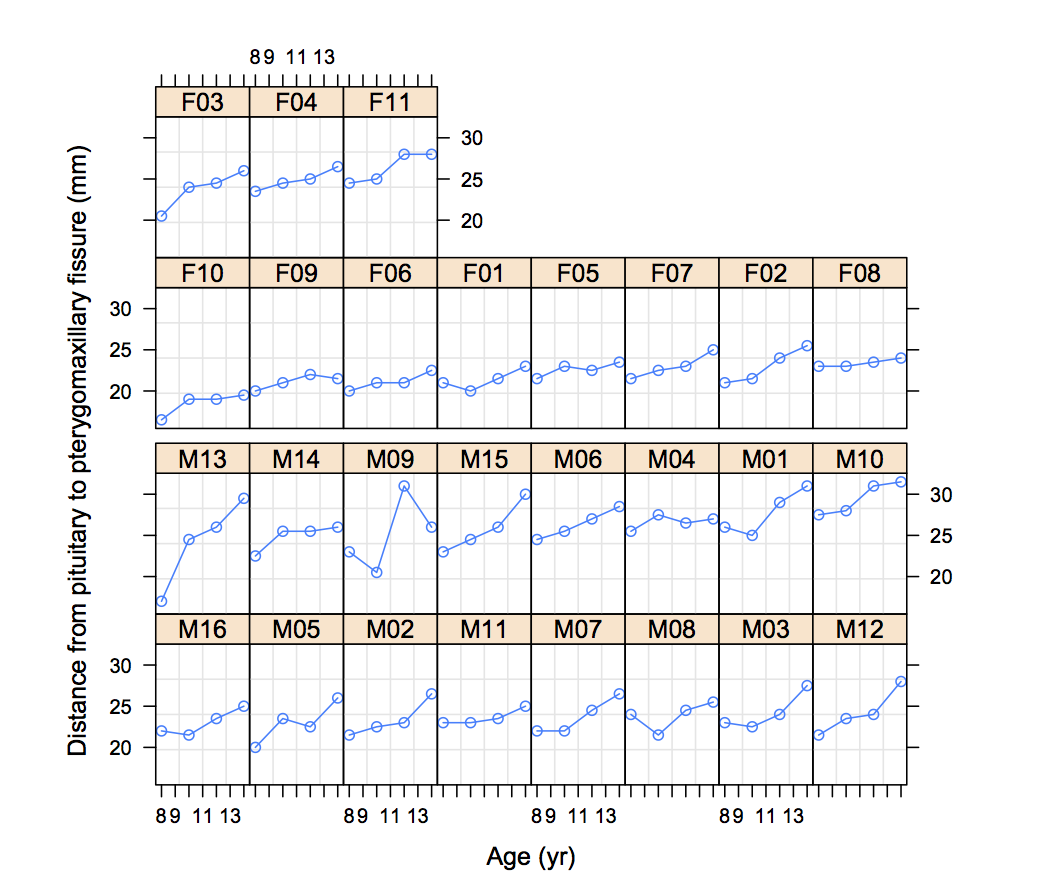 8 9 11 13
F03 F04 F11
30
25
20
F10 F09 F06 F01 F05 F07 F02 F08
30
25
20
M13 M14 M09 M15 M06 M04 M01 M10
30
25
20
M16 M05 M02 M11 M07 M08 M03 M12
30
25
20
8 9 11 13 8 9 11 13 8 9 11 13 8 9 11 13
Age (yr)
Distance from pituitary to pterygomaxillary fissure (mm)